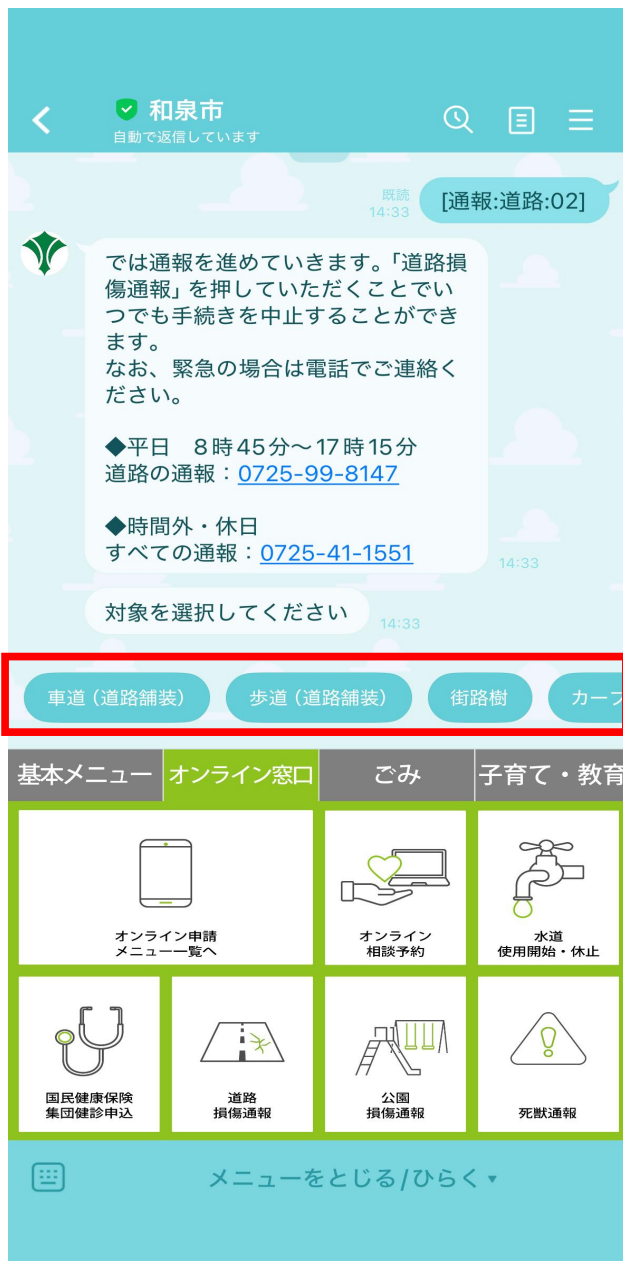 和泉市
自動で返信しています
既読
14:33
[通報:道路:02]
では通報を進めていきます。「道路損
傷通報」を押していただくことでい
つでも手続きを中止することができ
ます。
なお、緊急の場合は電話でご連絡く
ださい。
◆平日　8時45分～17時15分
道路の通報：0725-99-8147
◆時間外・休日
すべての通報：0725-41-1551
14:33
対象を選択してください
14:33
車道（道路舗装）
歩道（道路舗装）
街路樹
カーブ
基本メニュー
オンライン窓口
ごみ
子育て・教育
オンライン申請
メニュー一覧へ
オンライン
相談予約
水道
使用開始・休止
国民健康保険
集団健診申込
道路
損傷通報
公園
損傷通報
死獣通報
メニューをとじる/ひらく▼